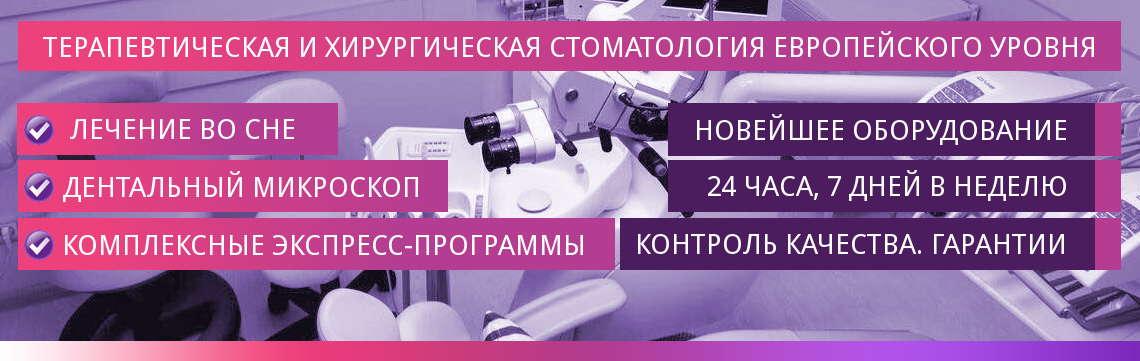 ТЕРАПЕВТИЧЕСКАЯ И ХИРУРГИЧЕСКАЯ СТОМАТОЛОГИЯ ЕВРОПЕЙСКОГО УРОВНЯ
ЛЕЧЕНИЕ ВО СНЕ
ДЕНТАЛЬНЫЙ МИКРОСКОП
КОМПЛЕКСНЫЕ ЭКСПРЕСС-ПРОГРАММЫ
НОВЕЙШЕЕ ОБОРУДОВАНИЕ
24 ЧАСА, 7 ДНЕЙ В НЕДЕЛЮ
КОНТРОЛЬ КАЧЕСТВА. ГАРАНТИИ